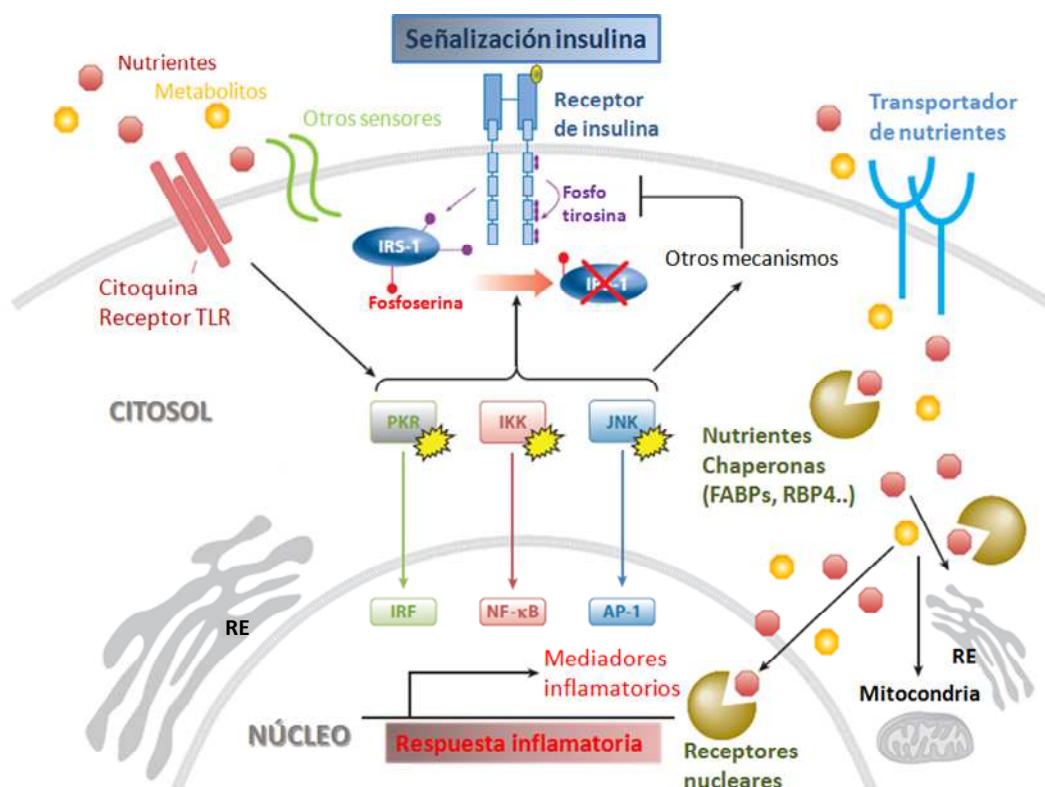 Señalización insulina
Nutrientes
Metabolitos
Otros sensores
Receptor
de insulina
Transportador
de nutrientes
Fosfo
tirosina
IRS-1
Fosfoserina
Otros mecanismos
Citoquina
Receptor TLR
CITOSOL
PKR
IKK
JNK
Nutrientes
Chaperonas
(FABPs, RBP4..)
RE
IRF
NF-κB
AP-1
RE
Mediadores
inflamatorios
Mitocondria
NÚCLEO
Respuesta inflamatoria
Receptores
nucleares